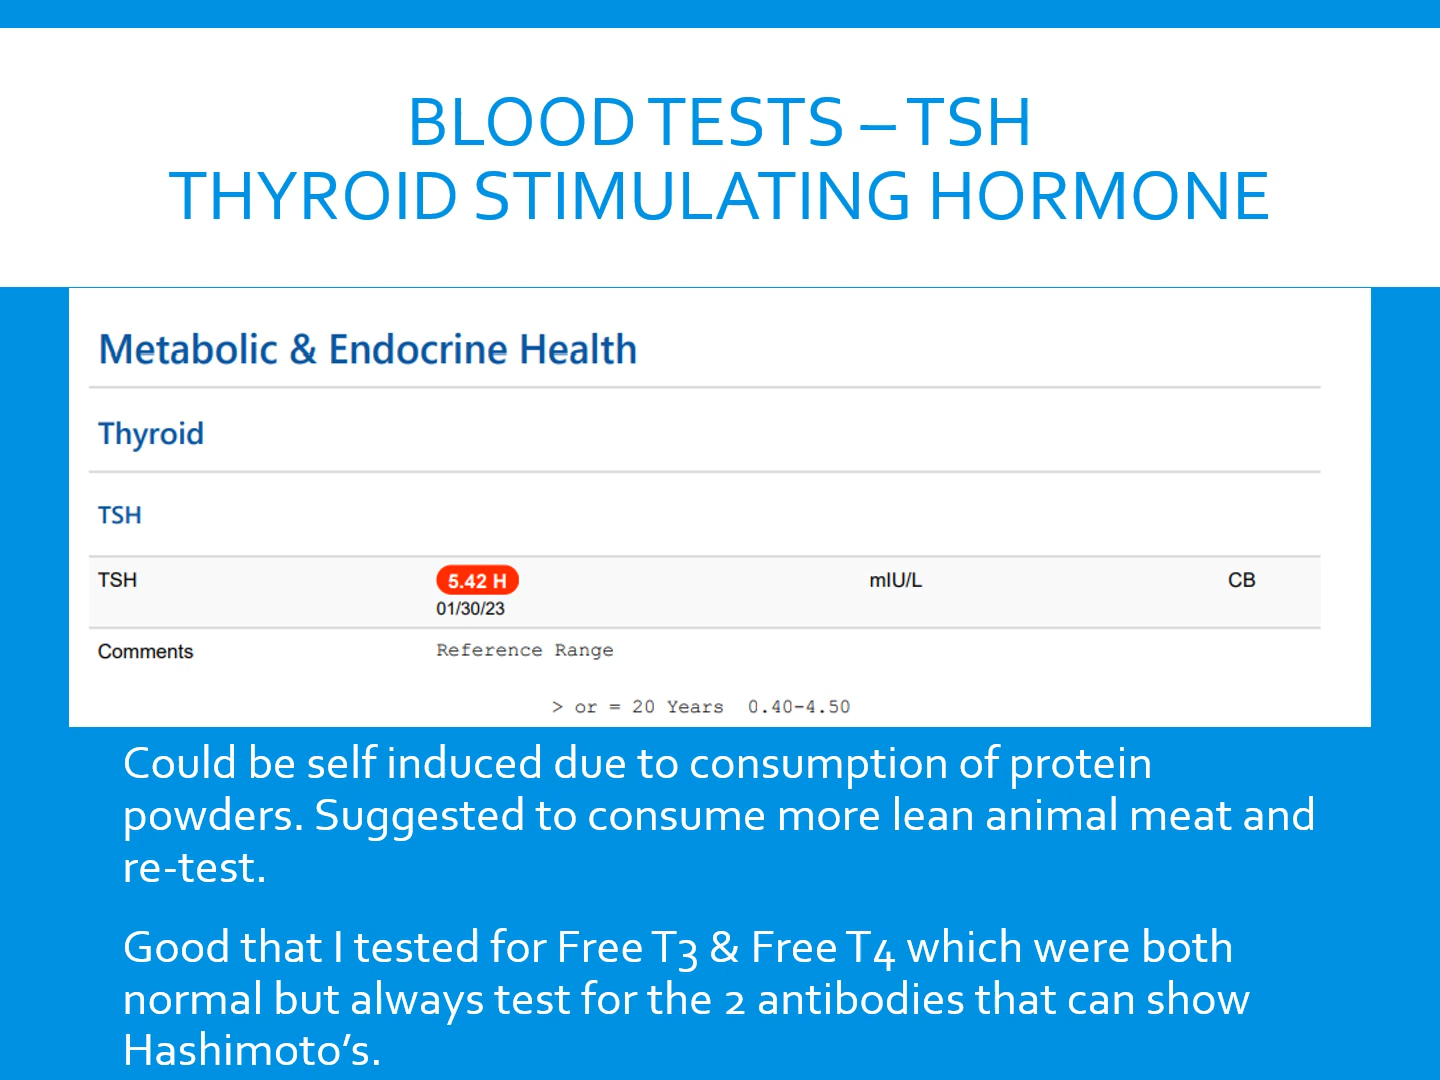 BLOOD TESTS – TSH
THYROID STIMULATING HORMONE
Metabolic & Endocrine Health
Thyroid
TSH
TSH 5.42 H mIU/L CB
01/30/23
Comments Reference Range
> or = 20 Years 0.40-4.50
Could be self induced due to consumption of protein
powders. Suggested to consume more lean animal meat and
re-test.
Good that I tested for Free T3 & Free T4 which were both
normal but always test for the 2 antibodies that can show
Hashimoto’s.